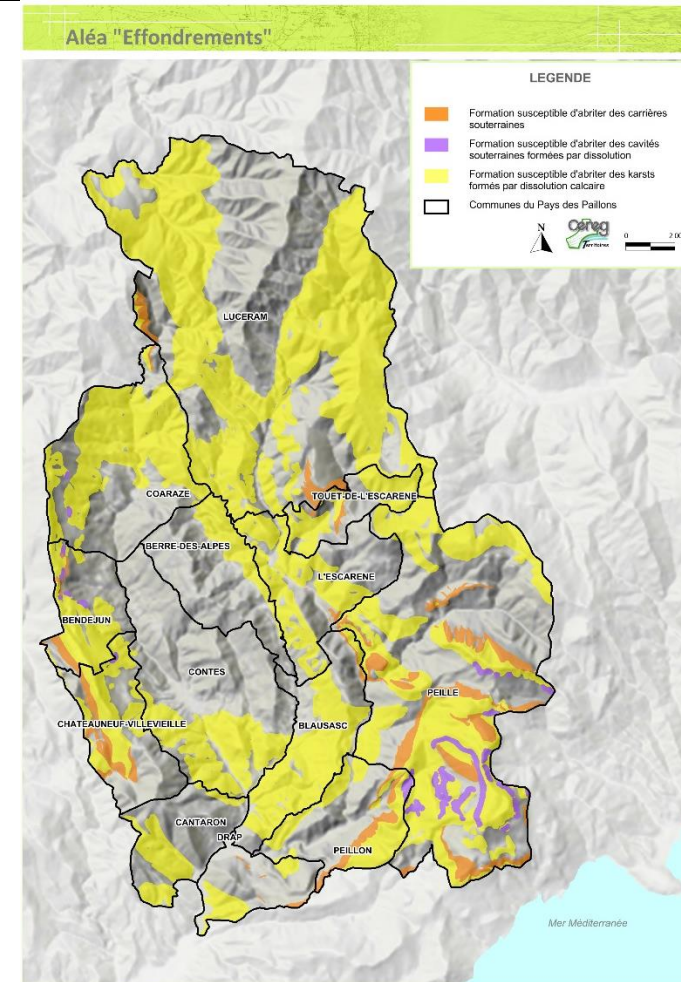 Aléa "Effondrements"
LEGENDE
Formation susceptible d'abriter des carrières
souterraines
Formation susceptible d'abriter des cavités
souterraines formées par dissolution
Formation susceptible d'abriter des karsts
formés par dissolution calcaire
Communes du Pays des Paillons
N
Cereg
Territoires
0
LUCERAM
COARAZE
TOUET-DE-L'ESCARENE
BERRE-DES-ALPES
L'ESCARENE
BENDEJUN
CONTES
PEILLE
CHATEAUNEUF-VILLEVIEILLE
BLAUSASC
CANTARON
DRAP
PEILLON
Mer Méditerranée